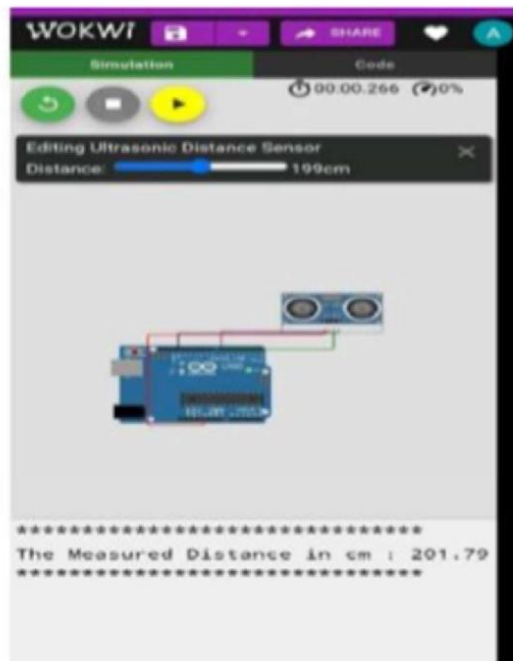 WOKWI SHARE A
Simulation Code
00:00.266 0%
Editing Ultrasonic Distance Sensor
Distance: 199cm
UNO
*******************************
The Measured Distance in cm : 201.79
*******************************